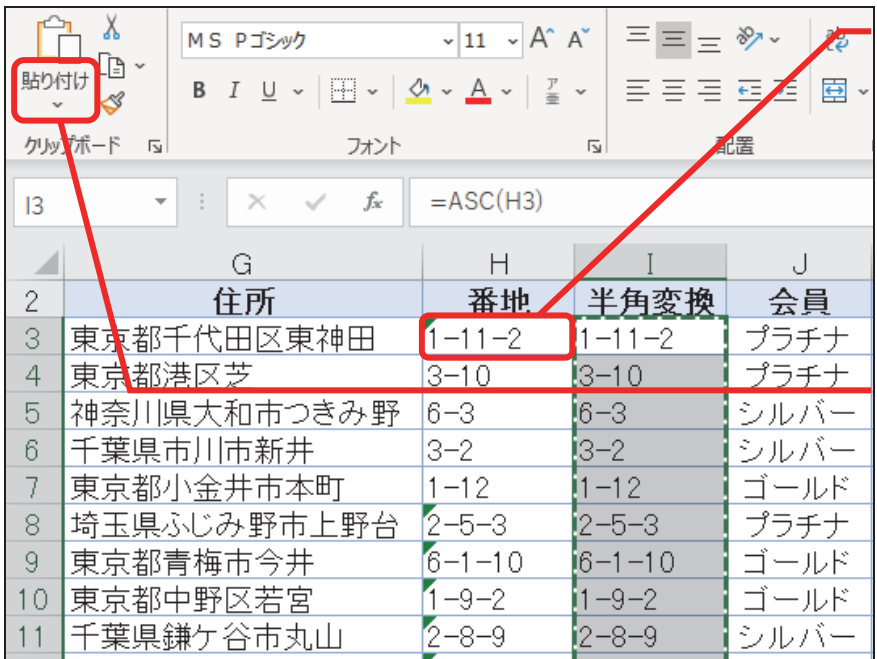 MS Pゴシック 11 A A
貼り付け
B I U A ア亜
クリップボード フォント 配置
I3 fx =ASC(H3)
G H I J
2 住所 番地 半角変換 会員
3 東京都千代田区東神田 1-11-2 1-11-2 プラチナ
4 東京都港区芝 3-10 3-10 プラチナ
5 神奈川県大和市つきみ野 6-3 6-3 シルバー
6 千葉県市川市新井 3-2 3-2 シルバー
7 東京都小金井市本町 1-12 1-12 ゴールド
8 埼玉県ふじみ野市上野台 2-5-3 2-5-3 プラチナ
9 東京都青梅市今井 6-1-10 6-1-10 ゴールド
10 東京都中野区若宮 1-9-2 1-9-2 ゴールド
11 千葉県鎌ケ谷市丸山 2-8-9 2-8-9 シルバー